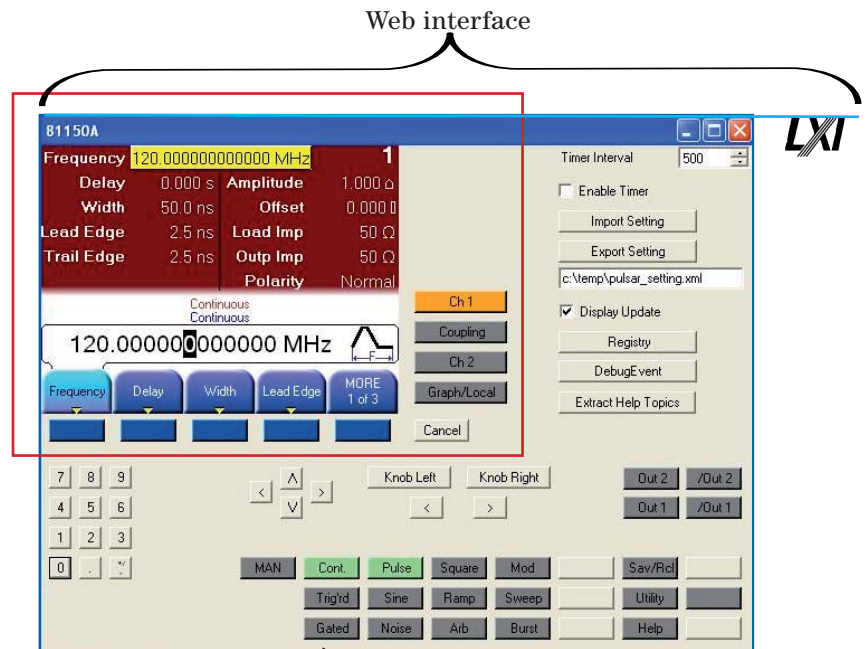 Web interface
LXI
81150A
Frequency 120.000000000000 MHz 1
Delay 0.000 s Amplitude 1.000
Width 50.0 ns Offset 0.000
Lead Edge 2.5 ns Load Imp 50 Ω
Trail Edge 2.5 ns Outp Imp 50 Ω
Polarity Normal
Continuous
Continuous
120.000000000000 MHz
F
Frequency Delay Width Lead Edge MORE 1 of 3
Ch 1
Coupling
Ch 2
Graph/Local
Cancel
Timer Interval 500
Enable Timer
Import Setting
Export Setting
c:\temp\pulsar_setting.xml
Display Update
Registry
DebugEvent
Extract Help Topics
7 8 9
4 5 6
1 2 3
0 .
< Λ V >
Knob Left Knob Right
< >
Out 2 /Out 2
Out 1 /Out 1
MAN Cont. Pulse Square Mod Sav/Rcl
Trig'rd Sine Ramp Sweep Utility
Gated Noise Arb Burst Help